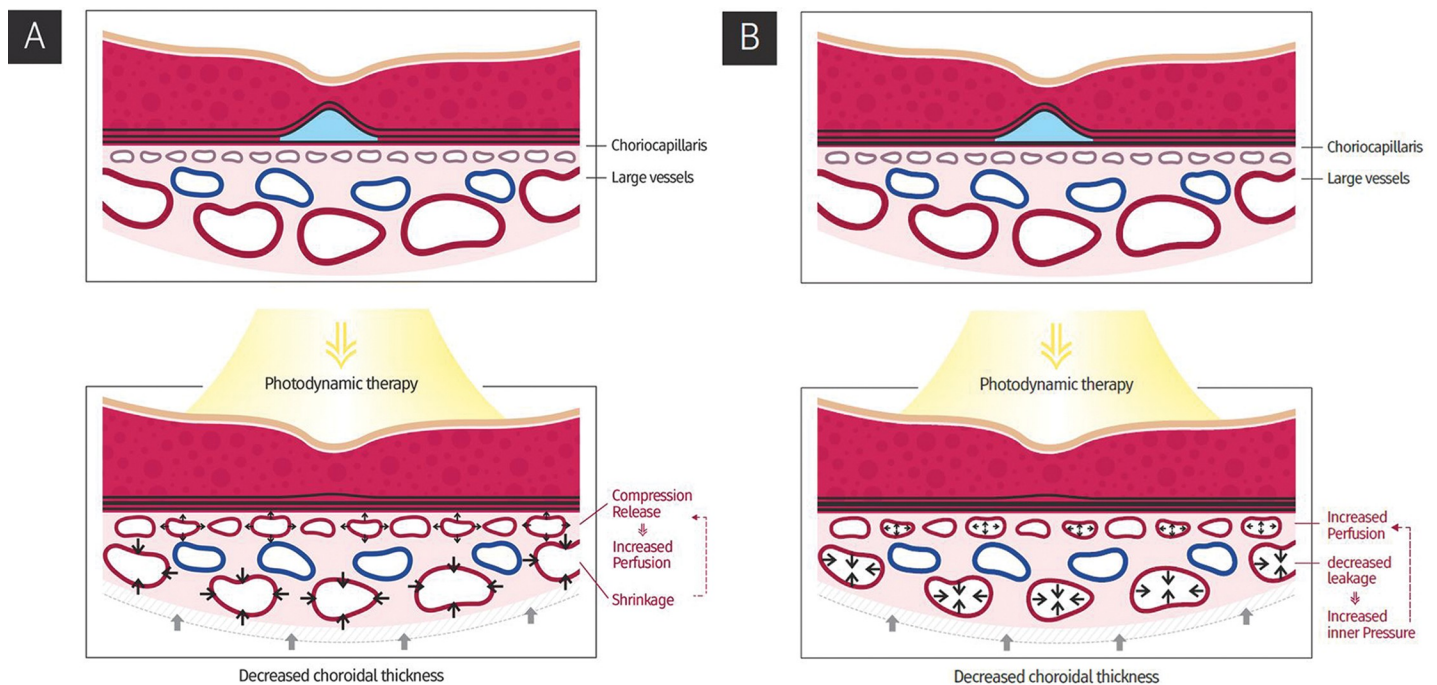 A
Choriocapillaris
Large vessels
Photodynamic therapy
Compression
Release
Increased
Perfusion
Shrinkage
Decreased choroidal thickness
B
Choriocapillaris
Large vessels
Photodynamic therapy
Increased
Perfusion
decreased
leakage
Increased
inner Pressure
Decreased choroidal thickness